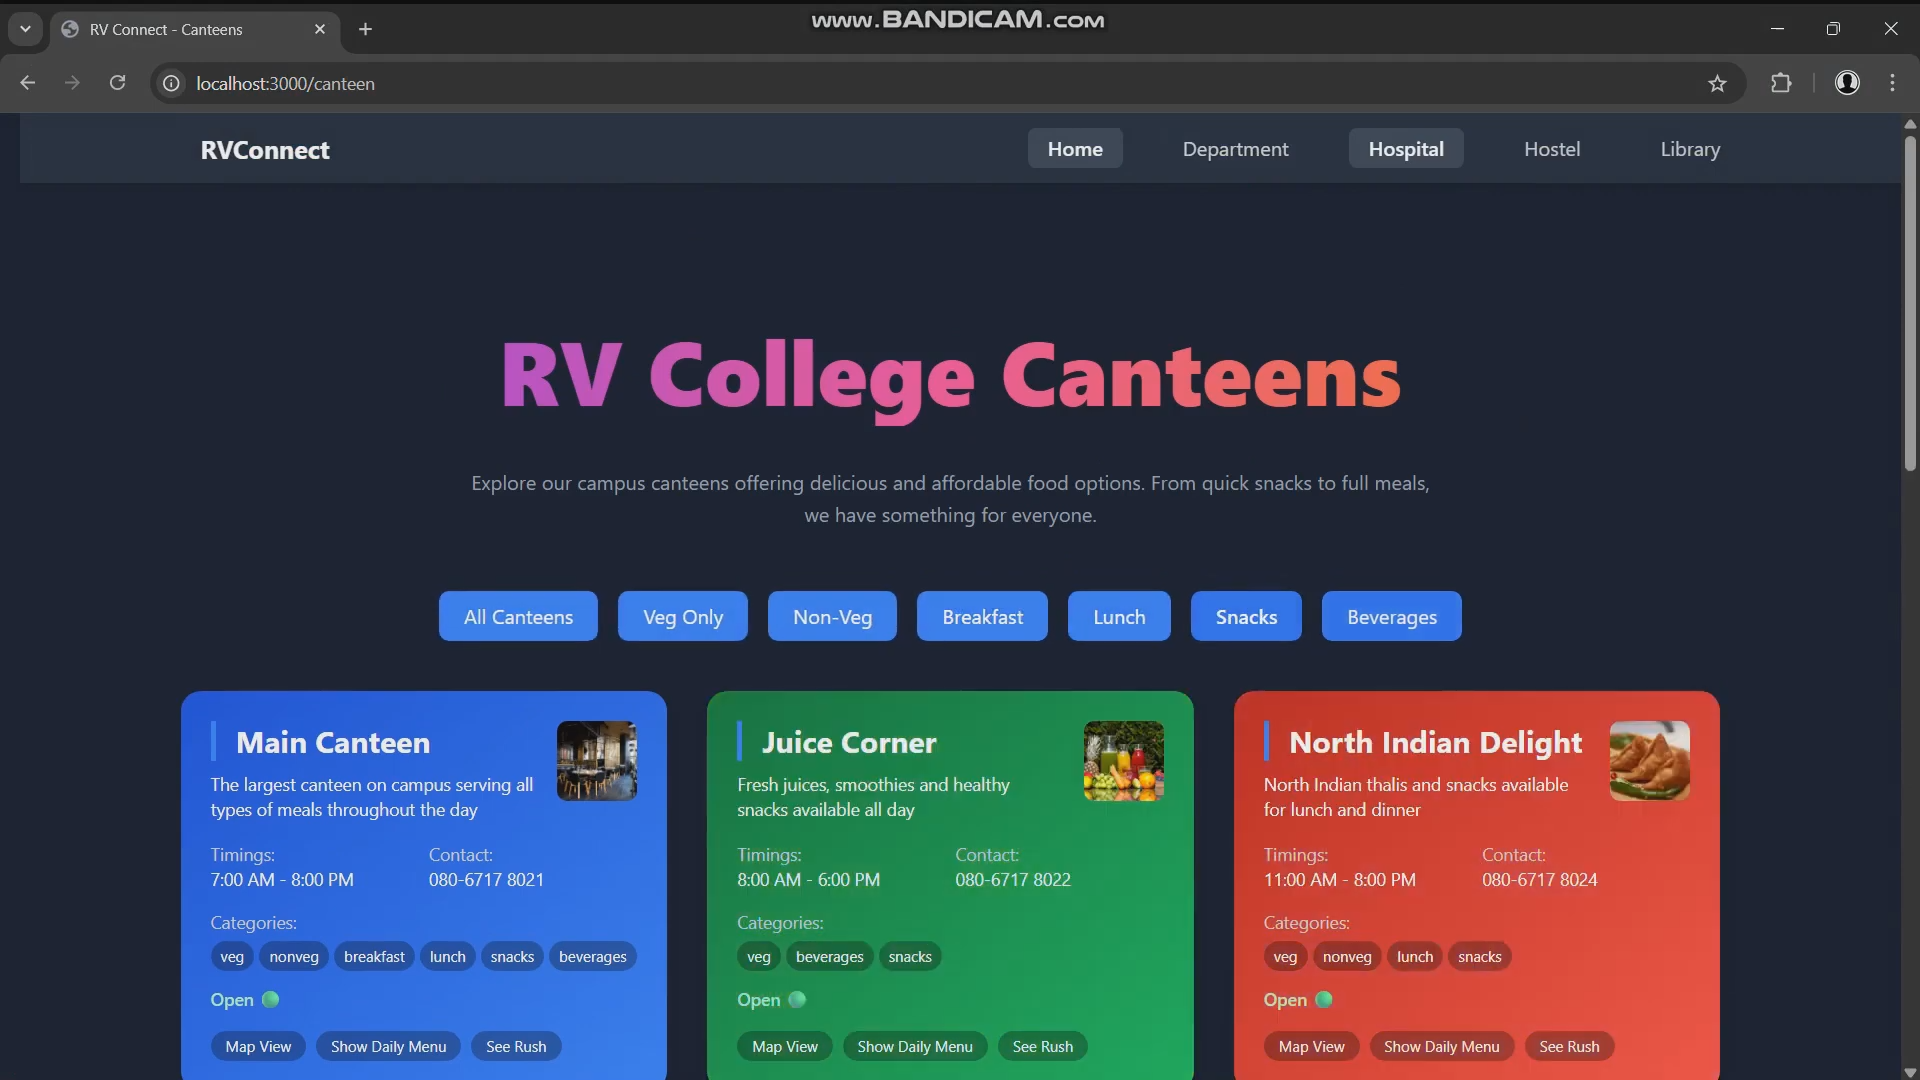 www.BANDICAM.com
RV Connect - Canteens
localhost:3000/canteen
RVConnect
Home
Department
Hospital
Hostel
Library
RV College Canteens
Explore our campus canteens offering delicious and affordable food options. From quick snacks to full meals,
we have something for everyone.
All Canteens
Veg Only
Non-Veg
Breakfast
Lunch
Snacks
Beverages
Main Canteen
The largest canteen on campus serving all
types of meals throughout the day
Timings:
7:00 AM - 8:00 PM
Contact:
080-6717 8021
Categories:
veg
nonveg
breakfast
lunch
snacks
beverages
Open
Map View
Show Daily Menu
See Rush
Juice Corner
Fresh juices, smoothies and healthy
snacks available all day
Timings:
8:00 AM - 6:00 PM
Contact:
080-6717 8022
Categories:
veg
beverages
snacks
Open
Map View
Show Daily Menu
See Rush
North Indian Delight
North Indian thalis and snacks available
for lunch and dinner
Timings:
11:00 AM - 8:00 PM
Contact:
080-6717 8024
Categories:
veg
nonveg
lunch
snacks
Open
Map View
Show Daily Menu
See Rush